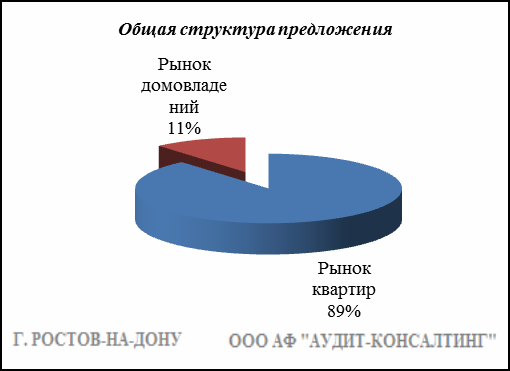 Общая структура предложения
Рынок
домовладе
ний
11%
Рынок
квартир
89%
Г. РОСТОВ-НА-ДОНУ ООО АФ "АУДИТ-КОНСАЛТИНГ"